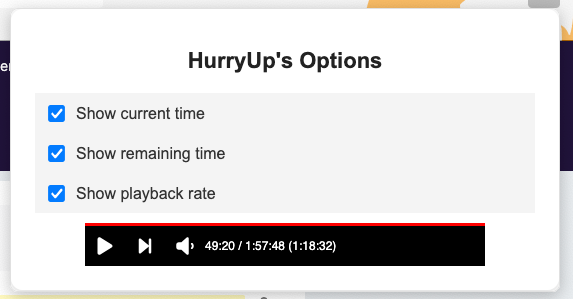 HurryUp's Options
Show current time
Show remaining time
Show playback rate
49:20 / 1:57:48 (1:18:32)